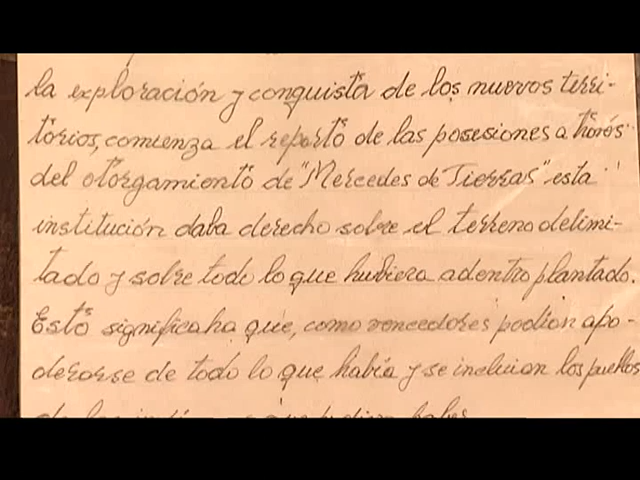 la exploración y conquista de los nuevos terri-
torios, comienza el reparto de las posesiones a
del otorgamiento de "Mercedes de Tierras" esta
institución daba derecho sobre el terreno delimi-
tado y sobre todo lo que hubiera adentro plantado.
Esto significaba que, como vencedores podían apo-
derarse de todo lo que había y se incluían los pueblos